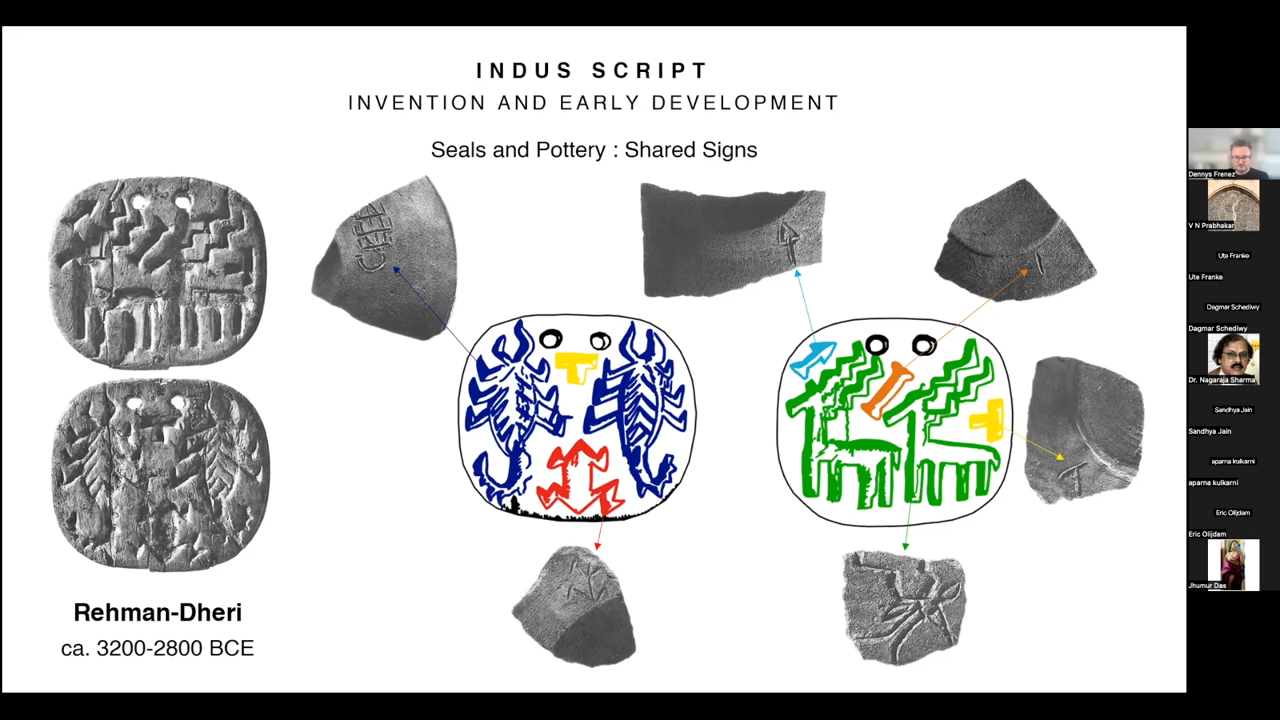 INDUS SCRIPT
INVENTION AND EARLY DEVELOPMENT
Seals and Pottery : Shared Signs
Rehman-Dheri
ca. 3200-2800 BCE
Dennys Frenez
V N Prabhakar
Ute Franke
Ute Franke
Dagmar Schediwy
Dagmar Schediwy
Dr. Nagaraja Sharma
Sandhya Jain
Sandhya Jain
aparna kulkarni
aparna kulkarni
Eric Olijdam
Eric Olijdam
Jhumur Das